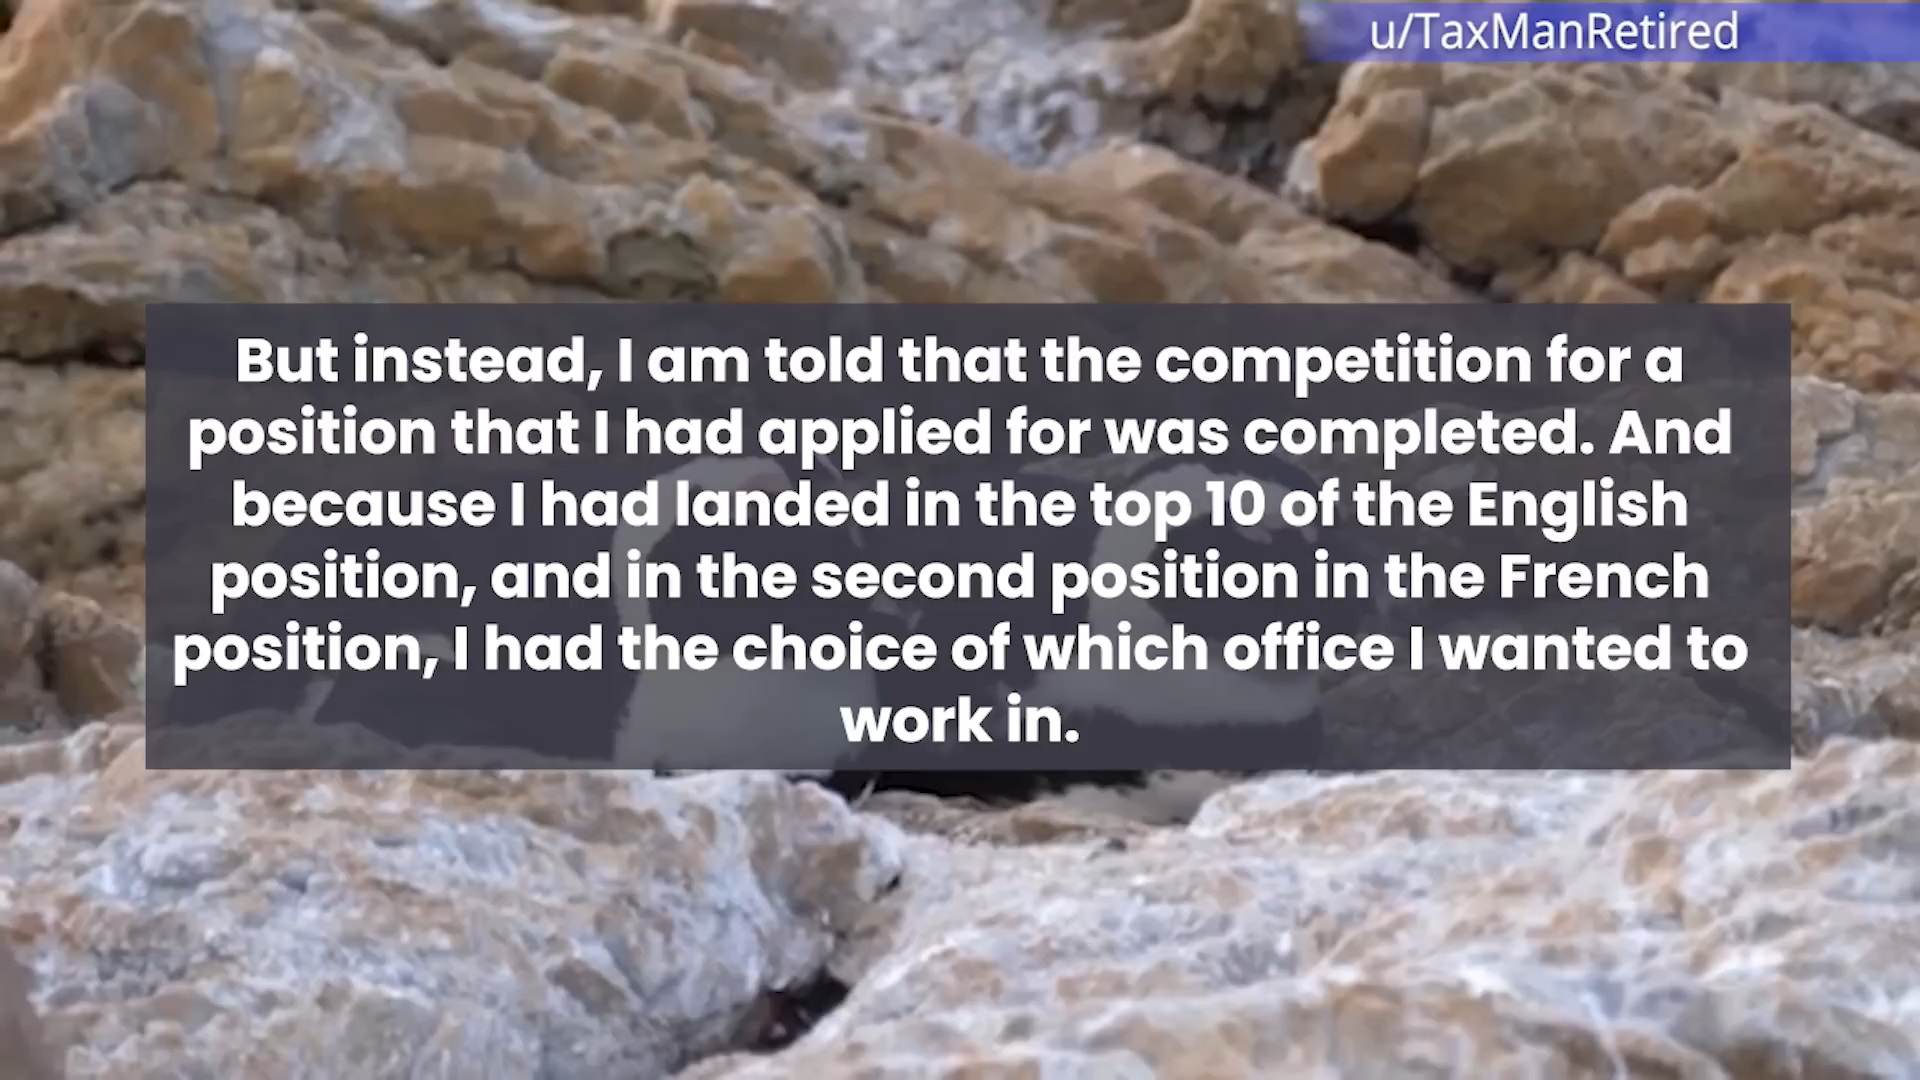 u/TaxManRetired
But instead, I am told that the competition for a
position that I had applied for was completed. And
because I had landed in the top 10 of the English
position, and in the second position in the French
position, I had the choice of which office I wanted to
work in.